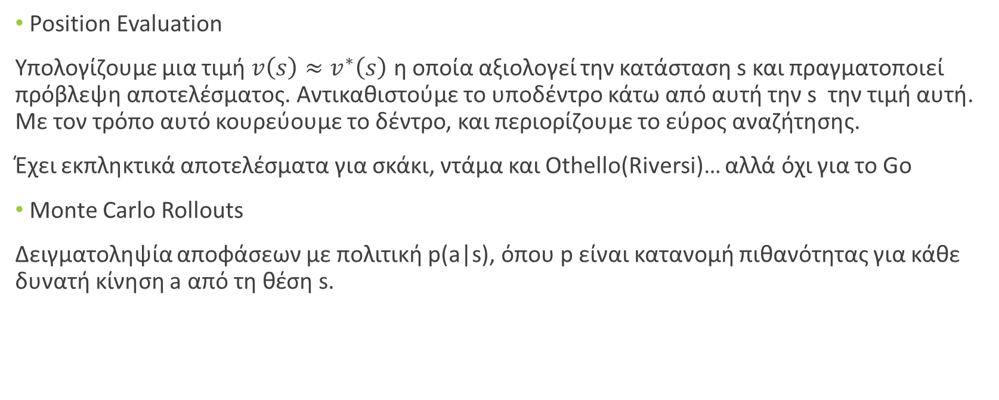 • Position Evaluation
Υπολογίζουμε μια τιμή 𝑣(𝑠) ≈ 𝑣*(𝑠) η οποία αξιολογεί την κατάσταση s και πραγματοποιεί
πρόβλεψη αποτελέσματος. Αντικαθιστούμε το υποδέντρο κάτω από αυτή την s την τιμή αυτή.
Με τον τρόπο αυτό κουρεύουμε το δέντρο, και περιορίζουμε το εύρος αναζήτησης.
Έχει εκπληκτικά αποτελέσματα για σκάκι, ντάμα και Othello(Riversi)… αλλά όχι για το Go
• Monte Carlo Rollouts
Δειγματοληψία αποφάσεων με πολιτική p(a|s), όπου p είναι κατανομή πιθανότητας για κάθε
δυνατή κίνηση a από τη θέση s.